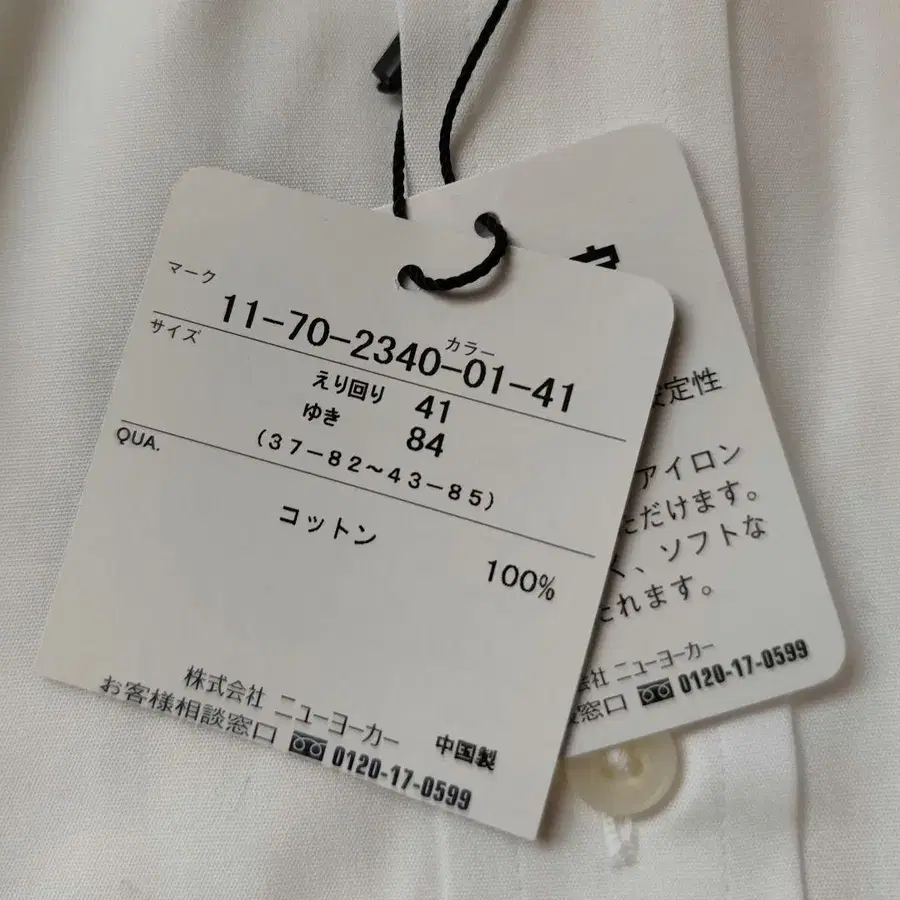 マーク
11-70-2340-01-41
カラー
サイズ
えり回り 41
ゆき 84
(37-82~43-85)
QUA.
コットン
100%
株式会社 ニューヨーカー 中国製
お客様相談窓口 0120-17-0599
安定性
アイロン
ただけます。
く、ソフトな
れます。
会社 ニューヨーカー
談窓口 0120-17-0599